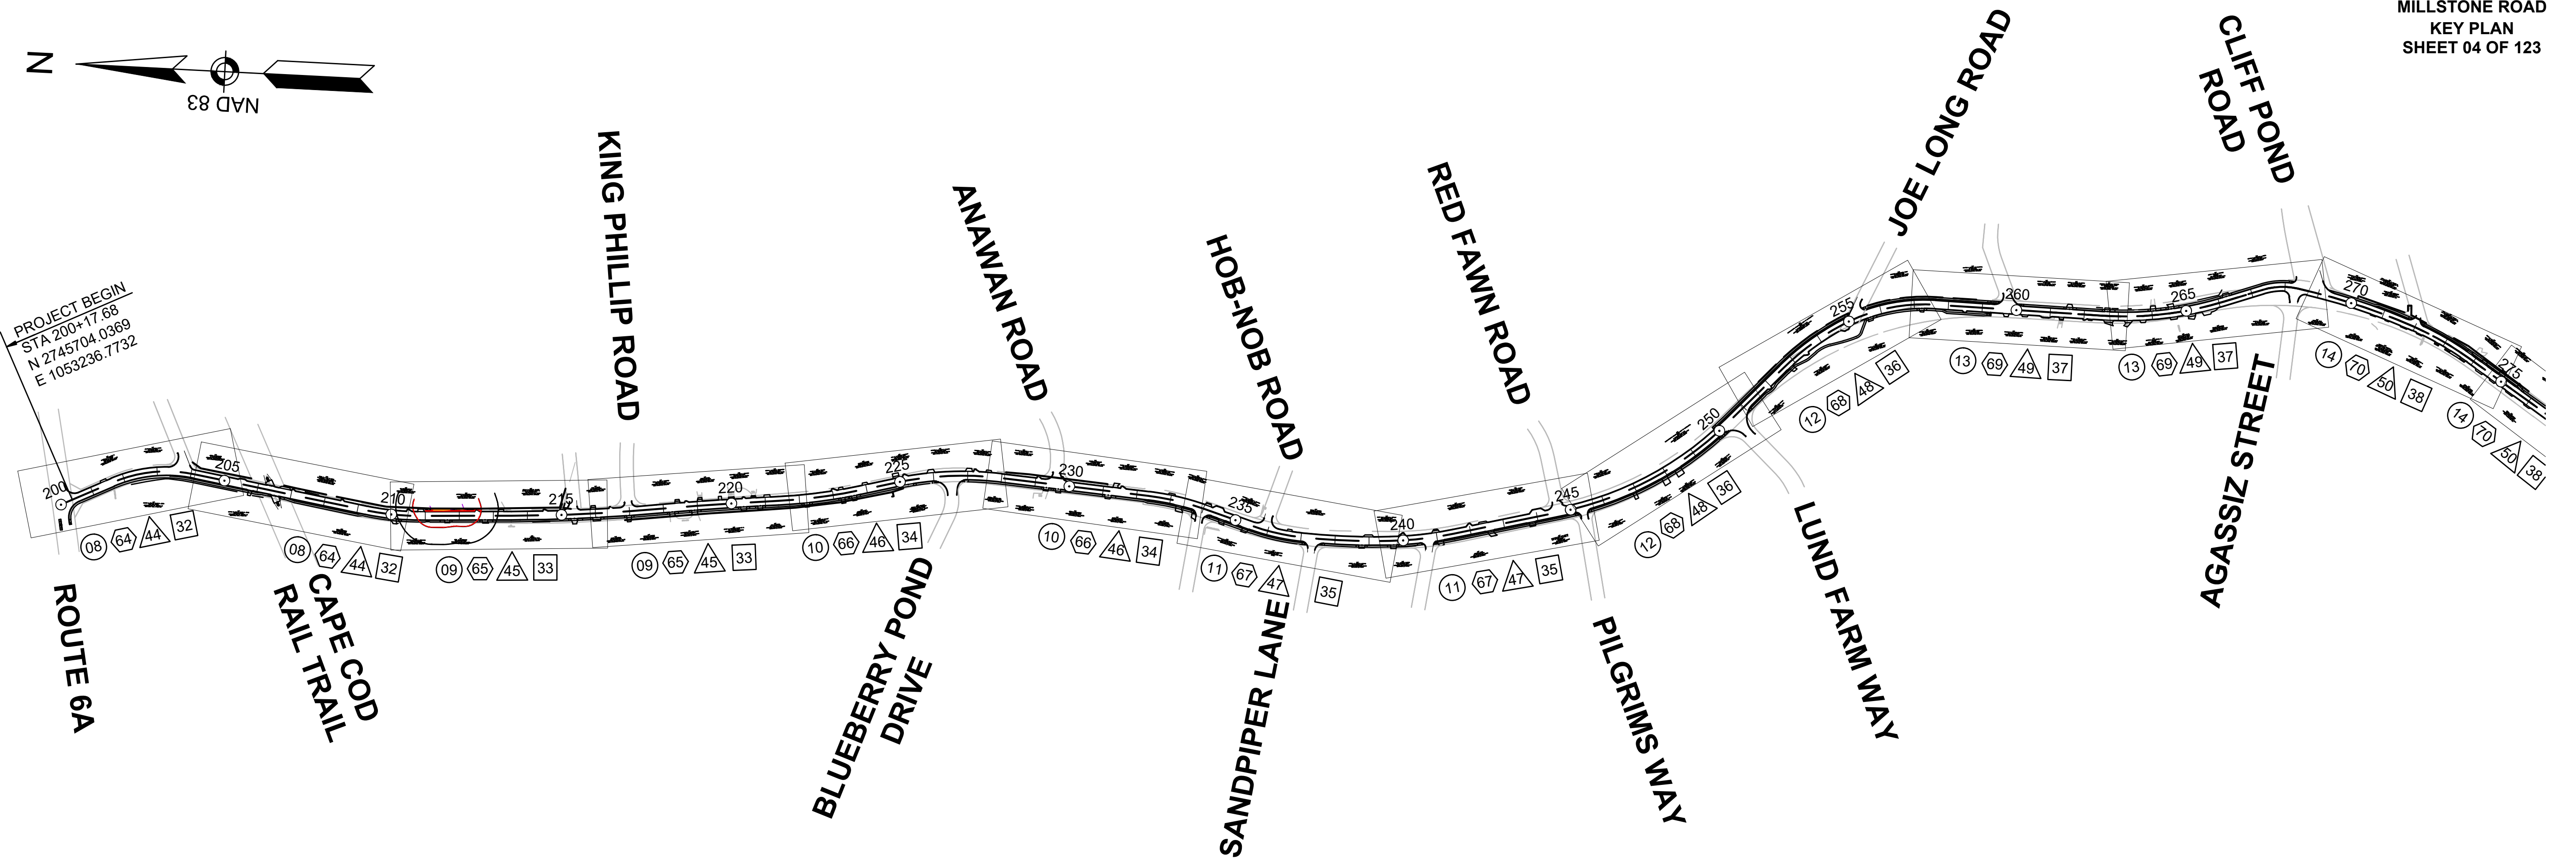 MILLSTONE ROAD
KEY PLAN
SHEET 04 OF 123
N
NAD 83
PROJECT BEGIN
STA 200+17.68
N 2745704.0369
E 1053236.7732
KING PHILLIP ROAD
ANAWAN ROAD
HOB-NOB ROAD
RED FAWN ROAD
JOE LONG ROAD
CLIFF POND
ROAD
200
205
210
215
220
225
230
235
240
245
250
255
260
265
270
275
08 64 44 32
08 64 44 32
09 65 45 33
09 65 45 33
10 66 46 34
10 66 46 34
11 67 47 35
11 67 47 35
12 68 48 36
12 68 48 36
13 69 49 37
13 69 49 37
14 70 50 38
14 70 50 38
ROUTE 6A
CAPE COD
RAIL TRAIL
BLUEBERRY POND
DRIVE
SANDPIPER LANE
PILGRIMS WAY
LUND FARM WAY
AGASSIZ STREET